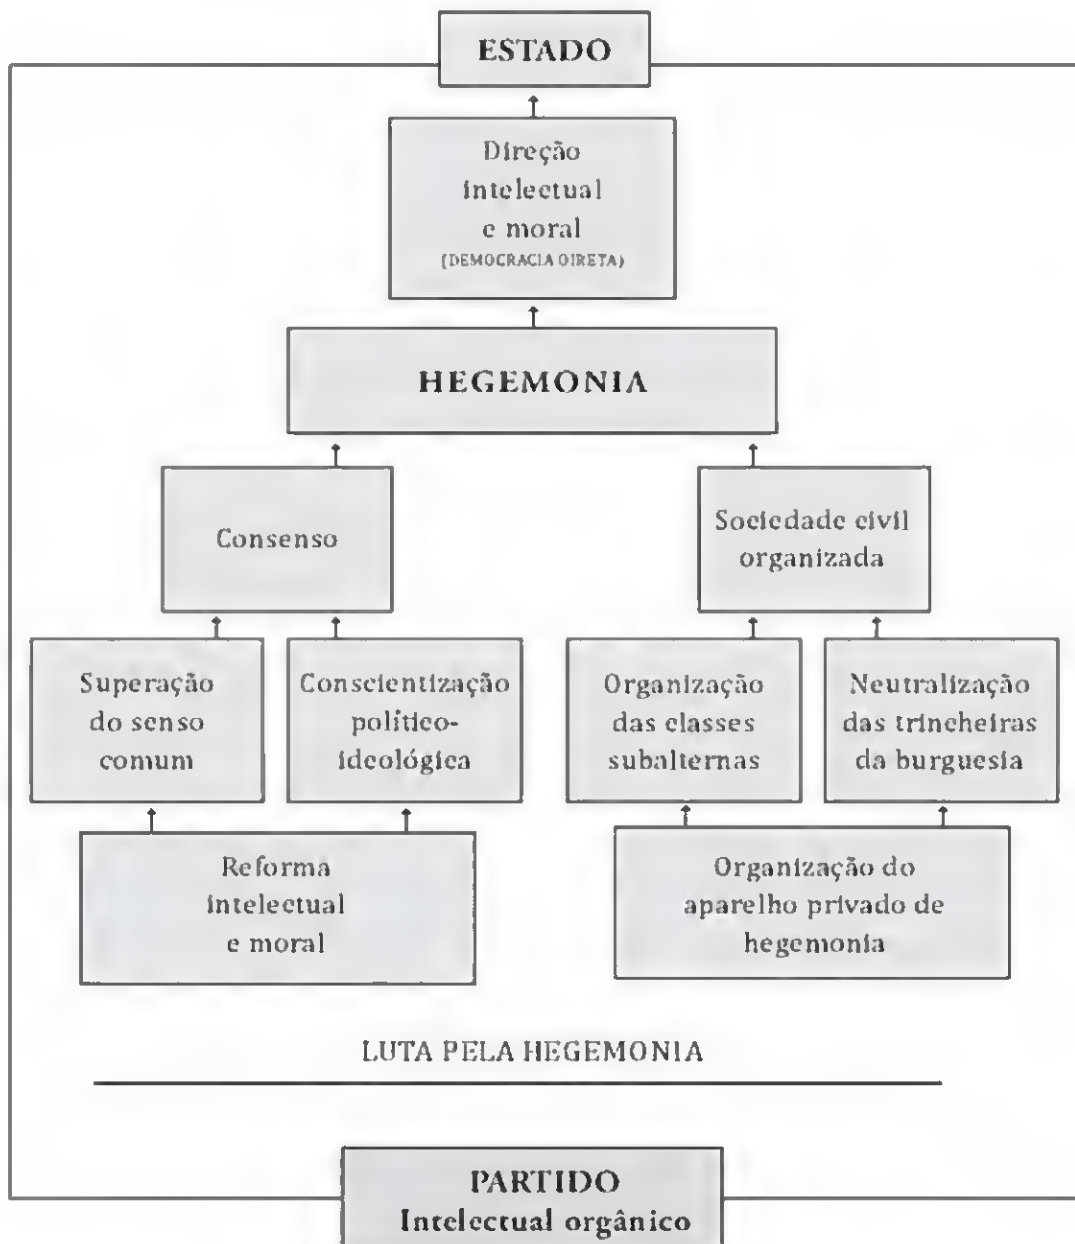 ESTADO
Direção
intelectual
e moral
(DEMOCRACIA DIRETA)
HEGEMONIA
Consenso
Sociedade civil
organizada
Superação
do senso
comum
Conscientização
político-
ideológica
Organização
das classes
subalternas
Neutralização
das trincheiras
da burguesia
Reforma
intelectual
e moral
Organização do
aparelho privado de
hegemonia
LUTA PELA HEGEMONIA
PARTIDO
Intelectual orgânico